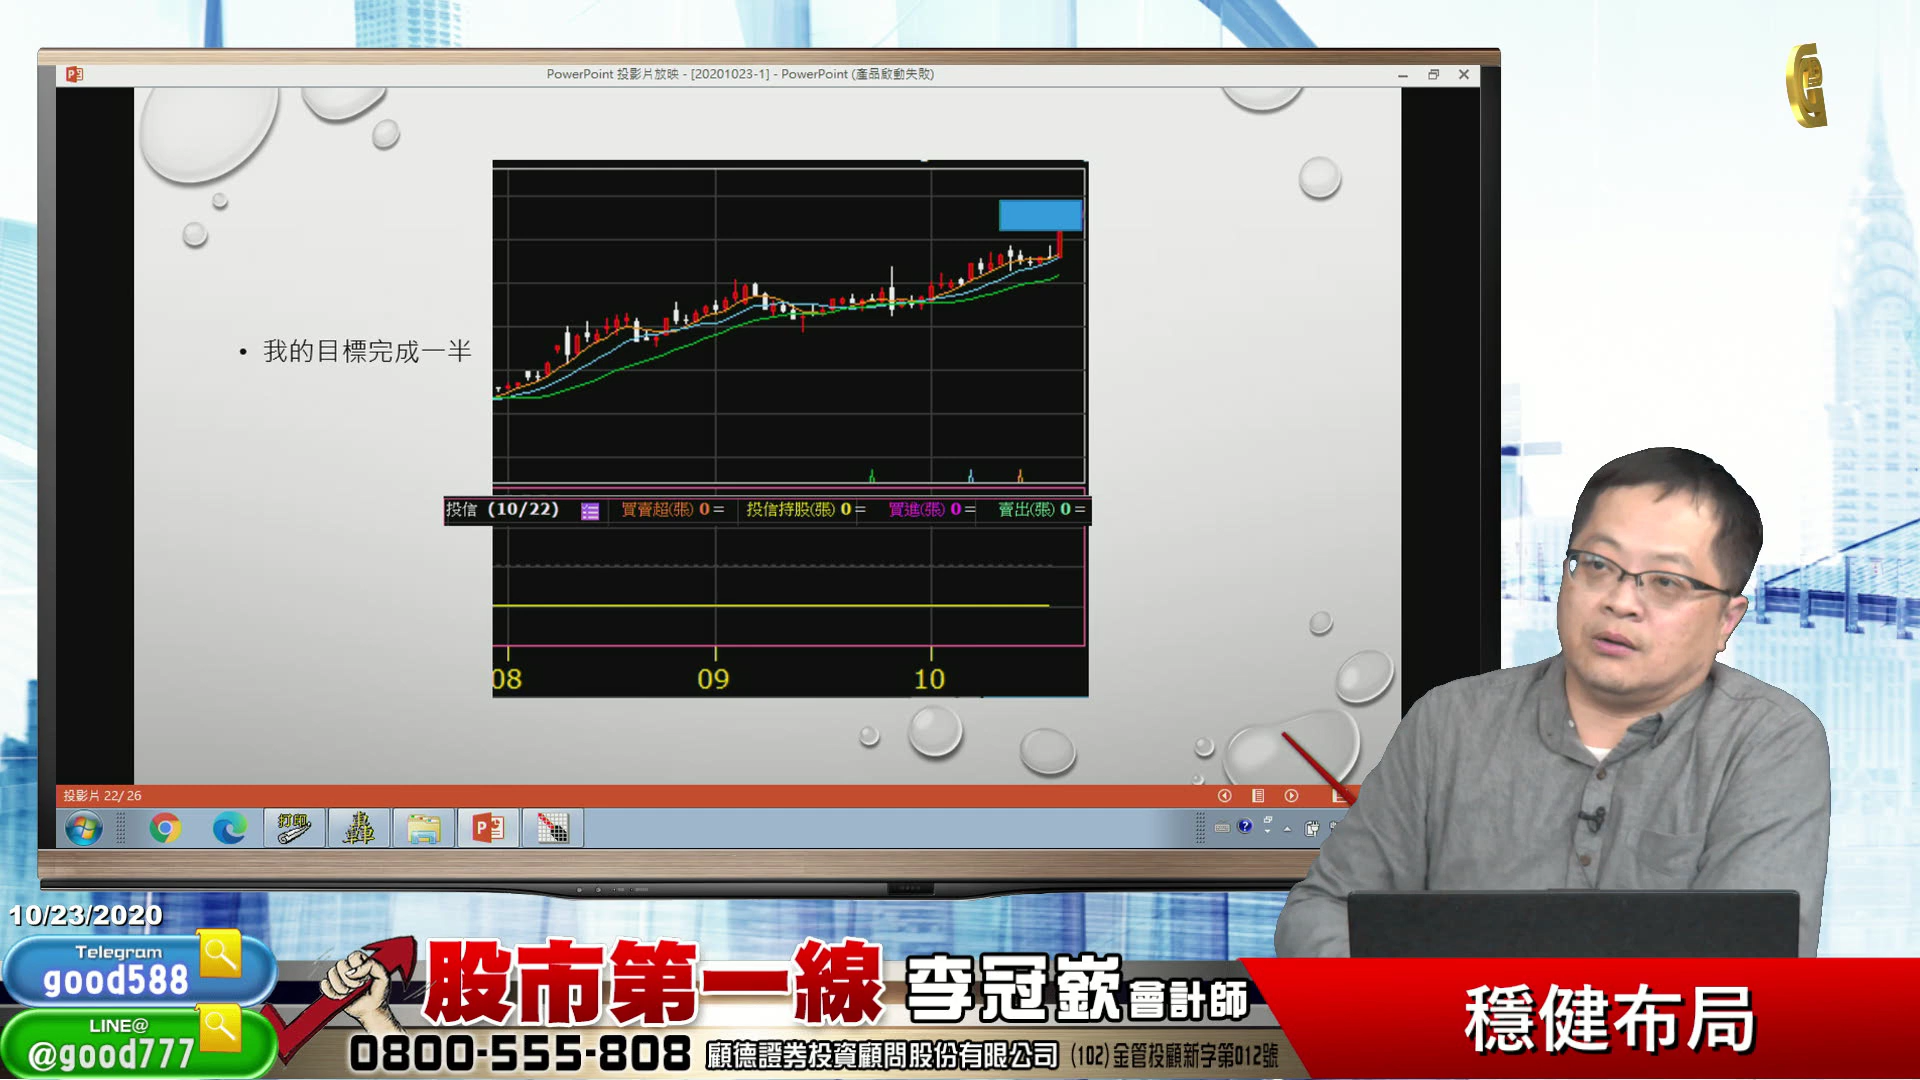 PowerPoint 投影片放映 - [20201023-1] - PowerPoint (產品啟動失敗)
• 我的目標完成一半
投信 (10/22) 買賣超(張) 0 = 投信持股(張) 0 = 買進(張) 0 = 賣出(張) 0 =
08 09 10
投影片 22/ 26
打印
10/23/2020
Telegram
good588
LINE@
@good777
股市第一線 李冠嶔 會計師
0800-555-808 顧德證券投資顧問股份有限公司 (102)金管投顧新字第012號
穩健布局